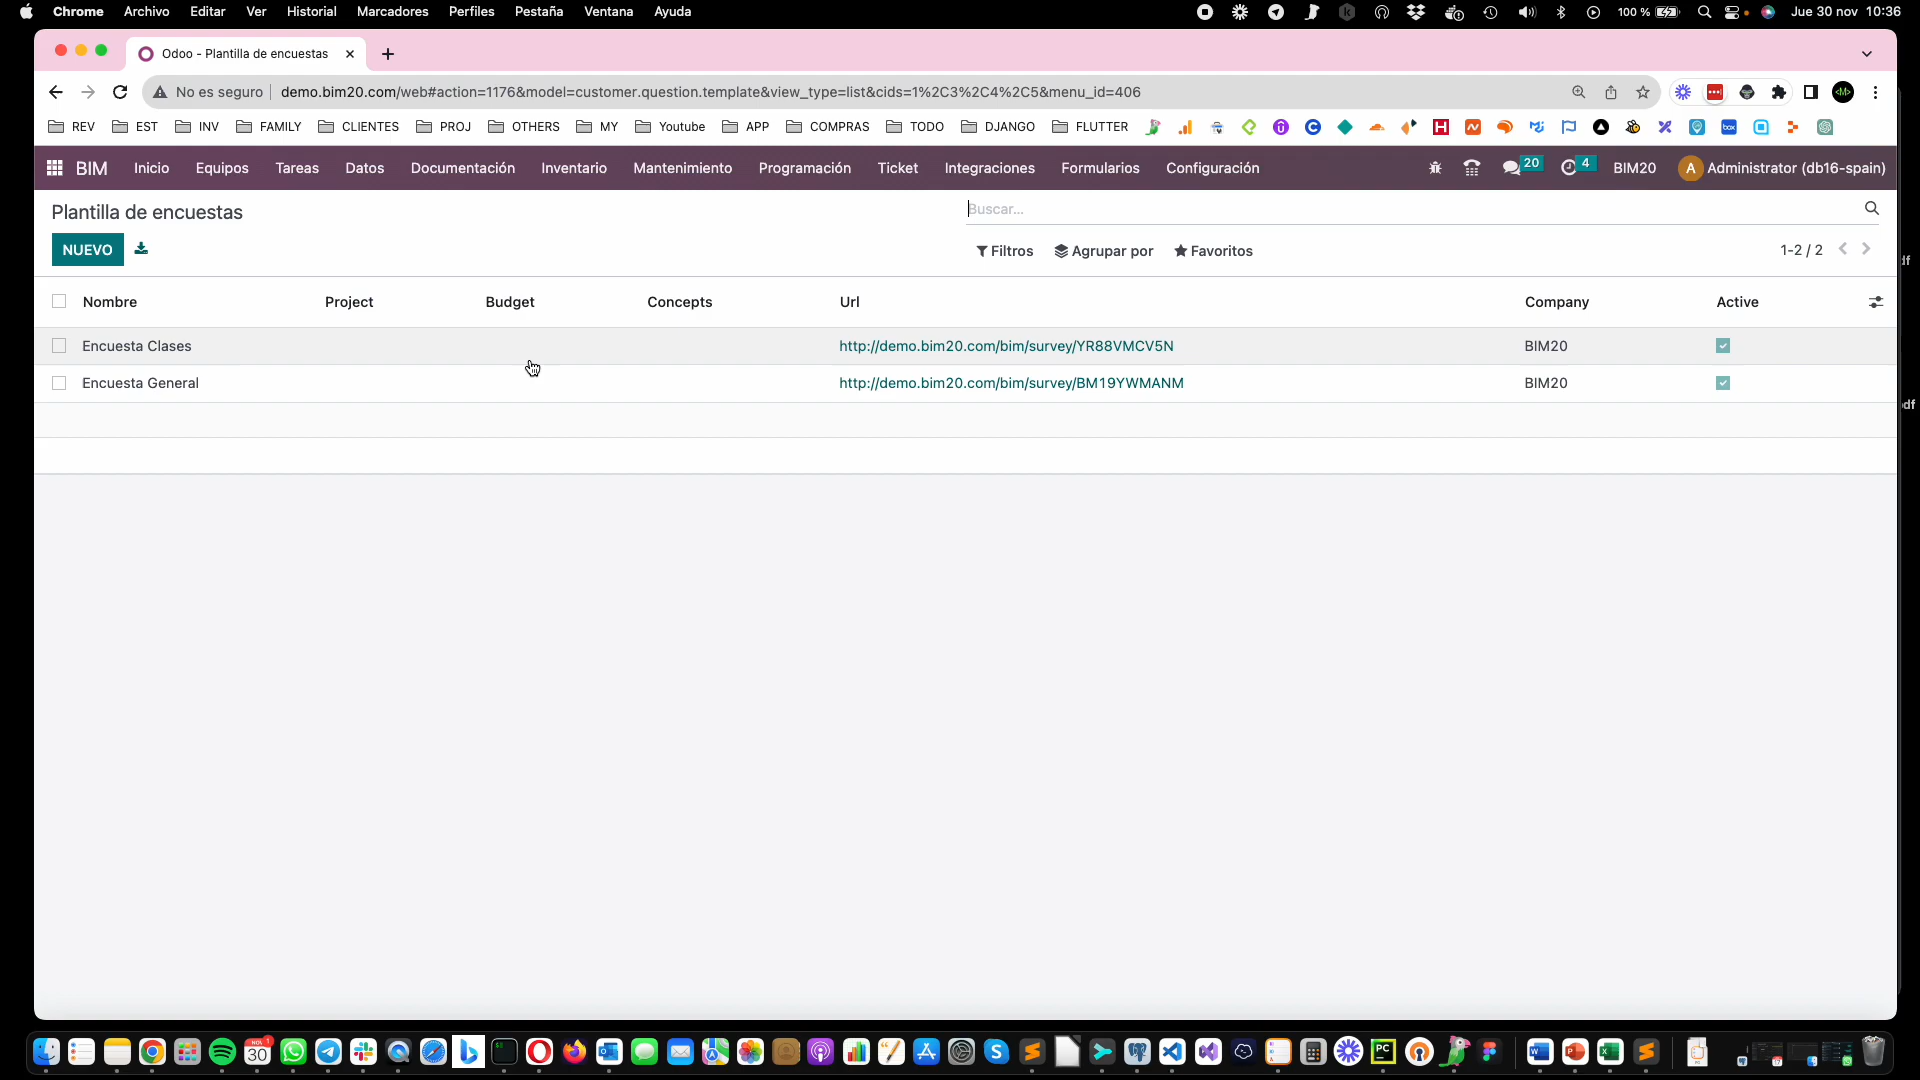 Chrome Archivo Editar Ver Historial Marcadores Perfiles Pestaña Ventana Ayuda 100 % Jue 30 nov 10:36
Odoo - Plantilla de encuestas
No es seguro demo.bim20.com/web#action=1176&model=customer.question.template&view_type=list&cids=1%2C3%2C4%2C5&menu_id=406
REV EST INV FAMILY CLIENTES PROJ OTHERS MY Youtube APP COMPRAS TODO DJANGO FLUTTER
BIM Inicio Equipos Tareas Datos Documentación Inventario Mantenimiento Programación Ticket Integraciones Formularios Configuración 20 4 BIM20 A Administrator (db16-spain)
Plantilla de encuestas Buscar...
NUEVO Filtros Agrupar por Favoritos 1-2 / 2
Nombre Project Budget Concepts Url Company Active
Encuesta Clases http://demo.bim20.com/bim/survey/YR88VMCV5N BIM20
Encuesta General http://demo.bim20.com/bim/survey/BM19YWMANM BIM20